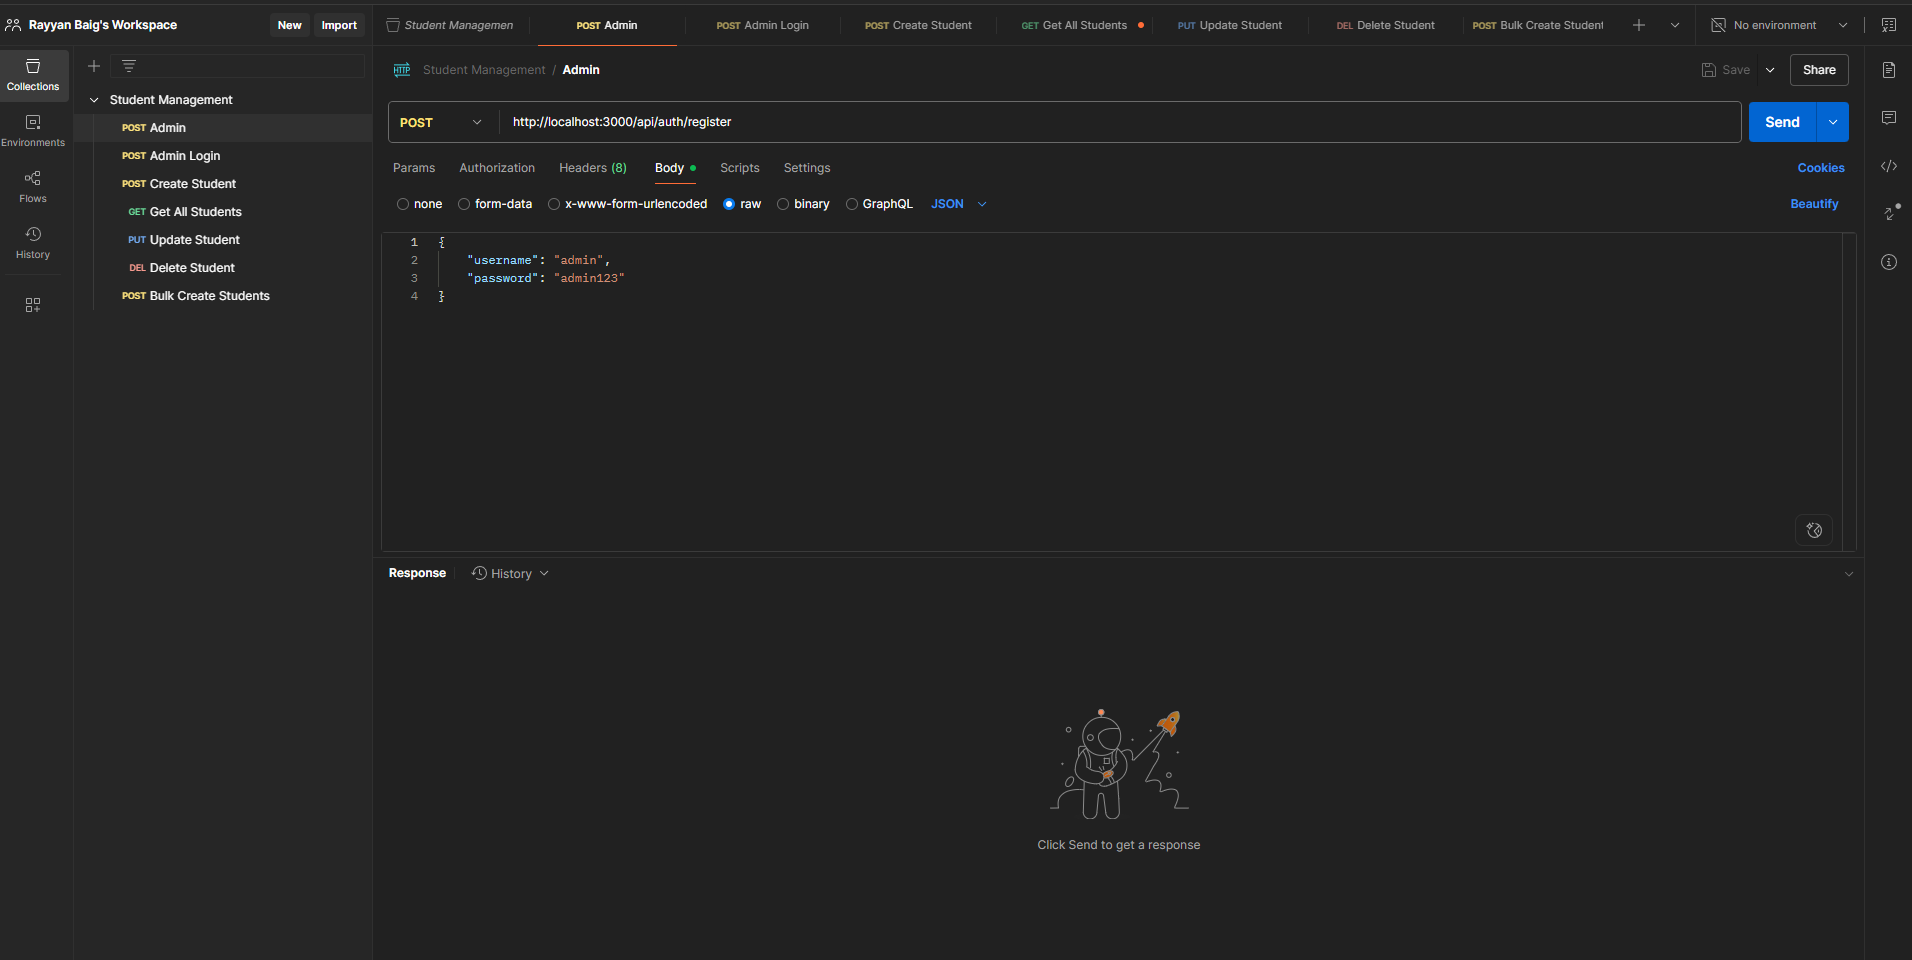 Rayyan Baig's Workspace
New
Import
Student Managemen
POST Admin
POST Admin Login
POST Create Student
GET Get All Students
PUT Update Student
DEL Delete Student
POST Bulk Create Student
No environment
Collections
Environments
Flows
History
Student Management
POST Admin
POST Admin Login
POST Create Student
GET Get All Students
PUT Update Student
DEL Delete Student
POST Bulk Create Students
HTTP Student Management / Admin
Save
Share
POST
http://localhost:3000/api/auth/register
Send
Params
Authorization
Headers (8)
Body
Scripts
Settings
Cookies
none
form-data
x-www-form-urlencoded
raw
binary
GraphQL
JSON
Beautify
1 {
2 "username": "admin",
3 "password": "admin123"
4 }
Response
History
Click Send to get a response